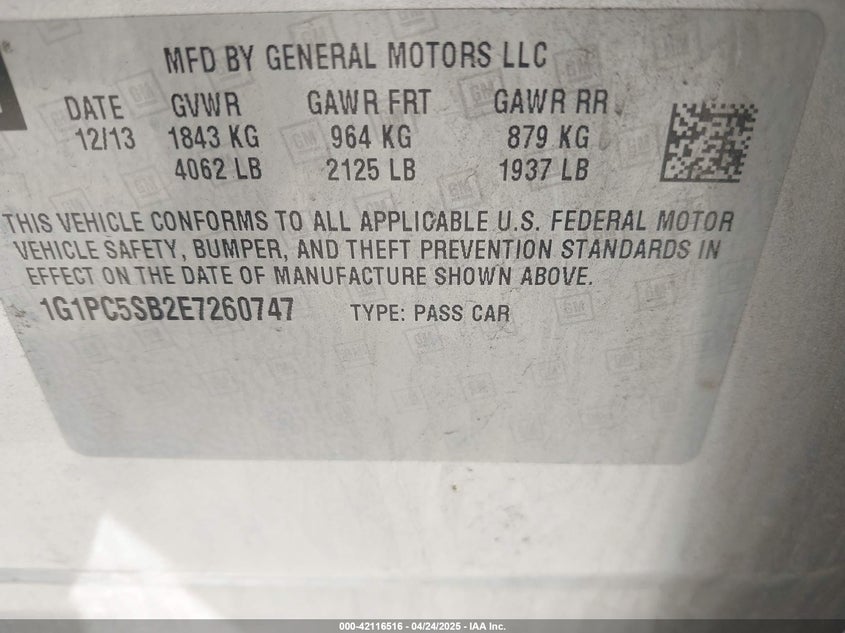 MFD BY GENERAL MOTORS LLC
DATE GVWR GAWR FRT GAWR RR
12/13 1843 KG 964 KG 879 KG
4062 LB 2125 LB 1937 LB
THIS VEHICLE CONFORMS TO ALL APPLICABLE U.S. FEDERAL MOTOR
VEHICLE SAFETY, BUMPER, AND THEFT PREVENTION STANDARDS IN
EFFECT ON THE DATE OF MANUFACTURE SHOWN ABOVE.
1G1PC5SB2E7260747 TYPE: PASS CAR
000-42116516 - 04/24/2025 - IAA Inc.